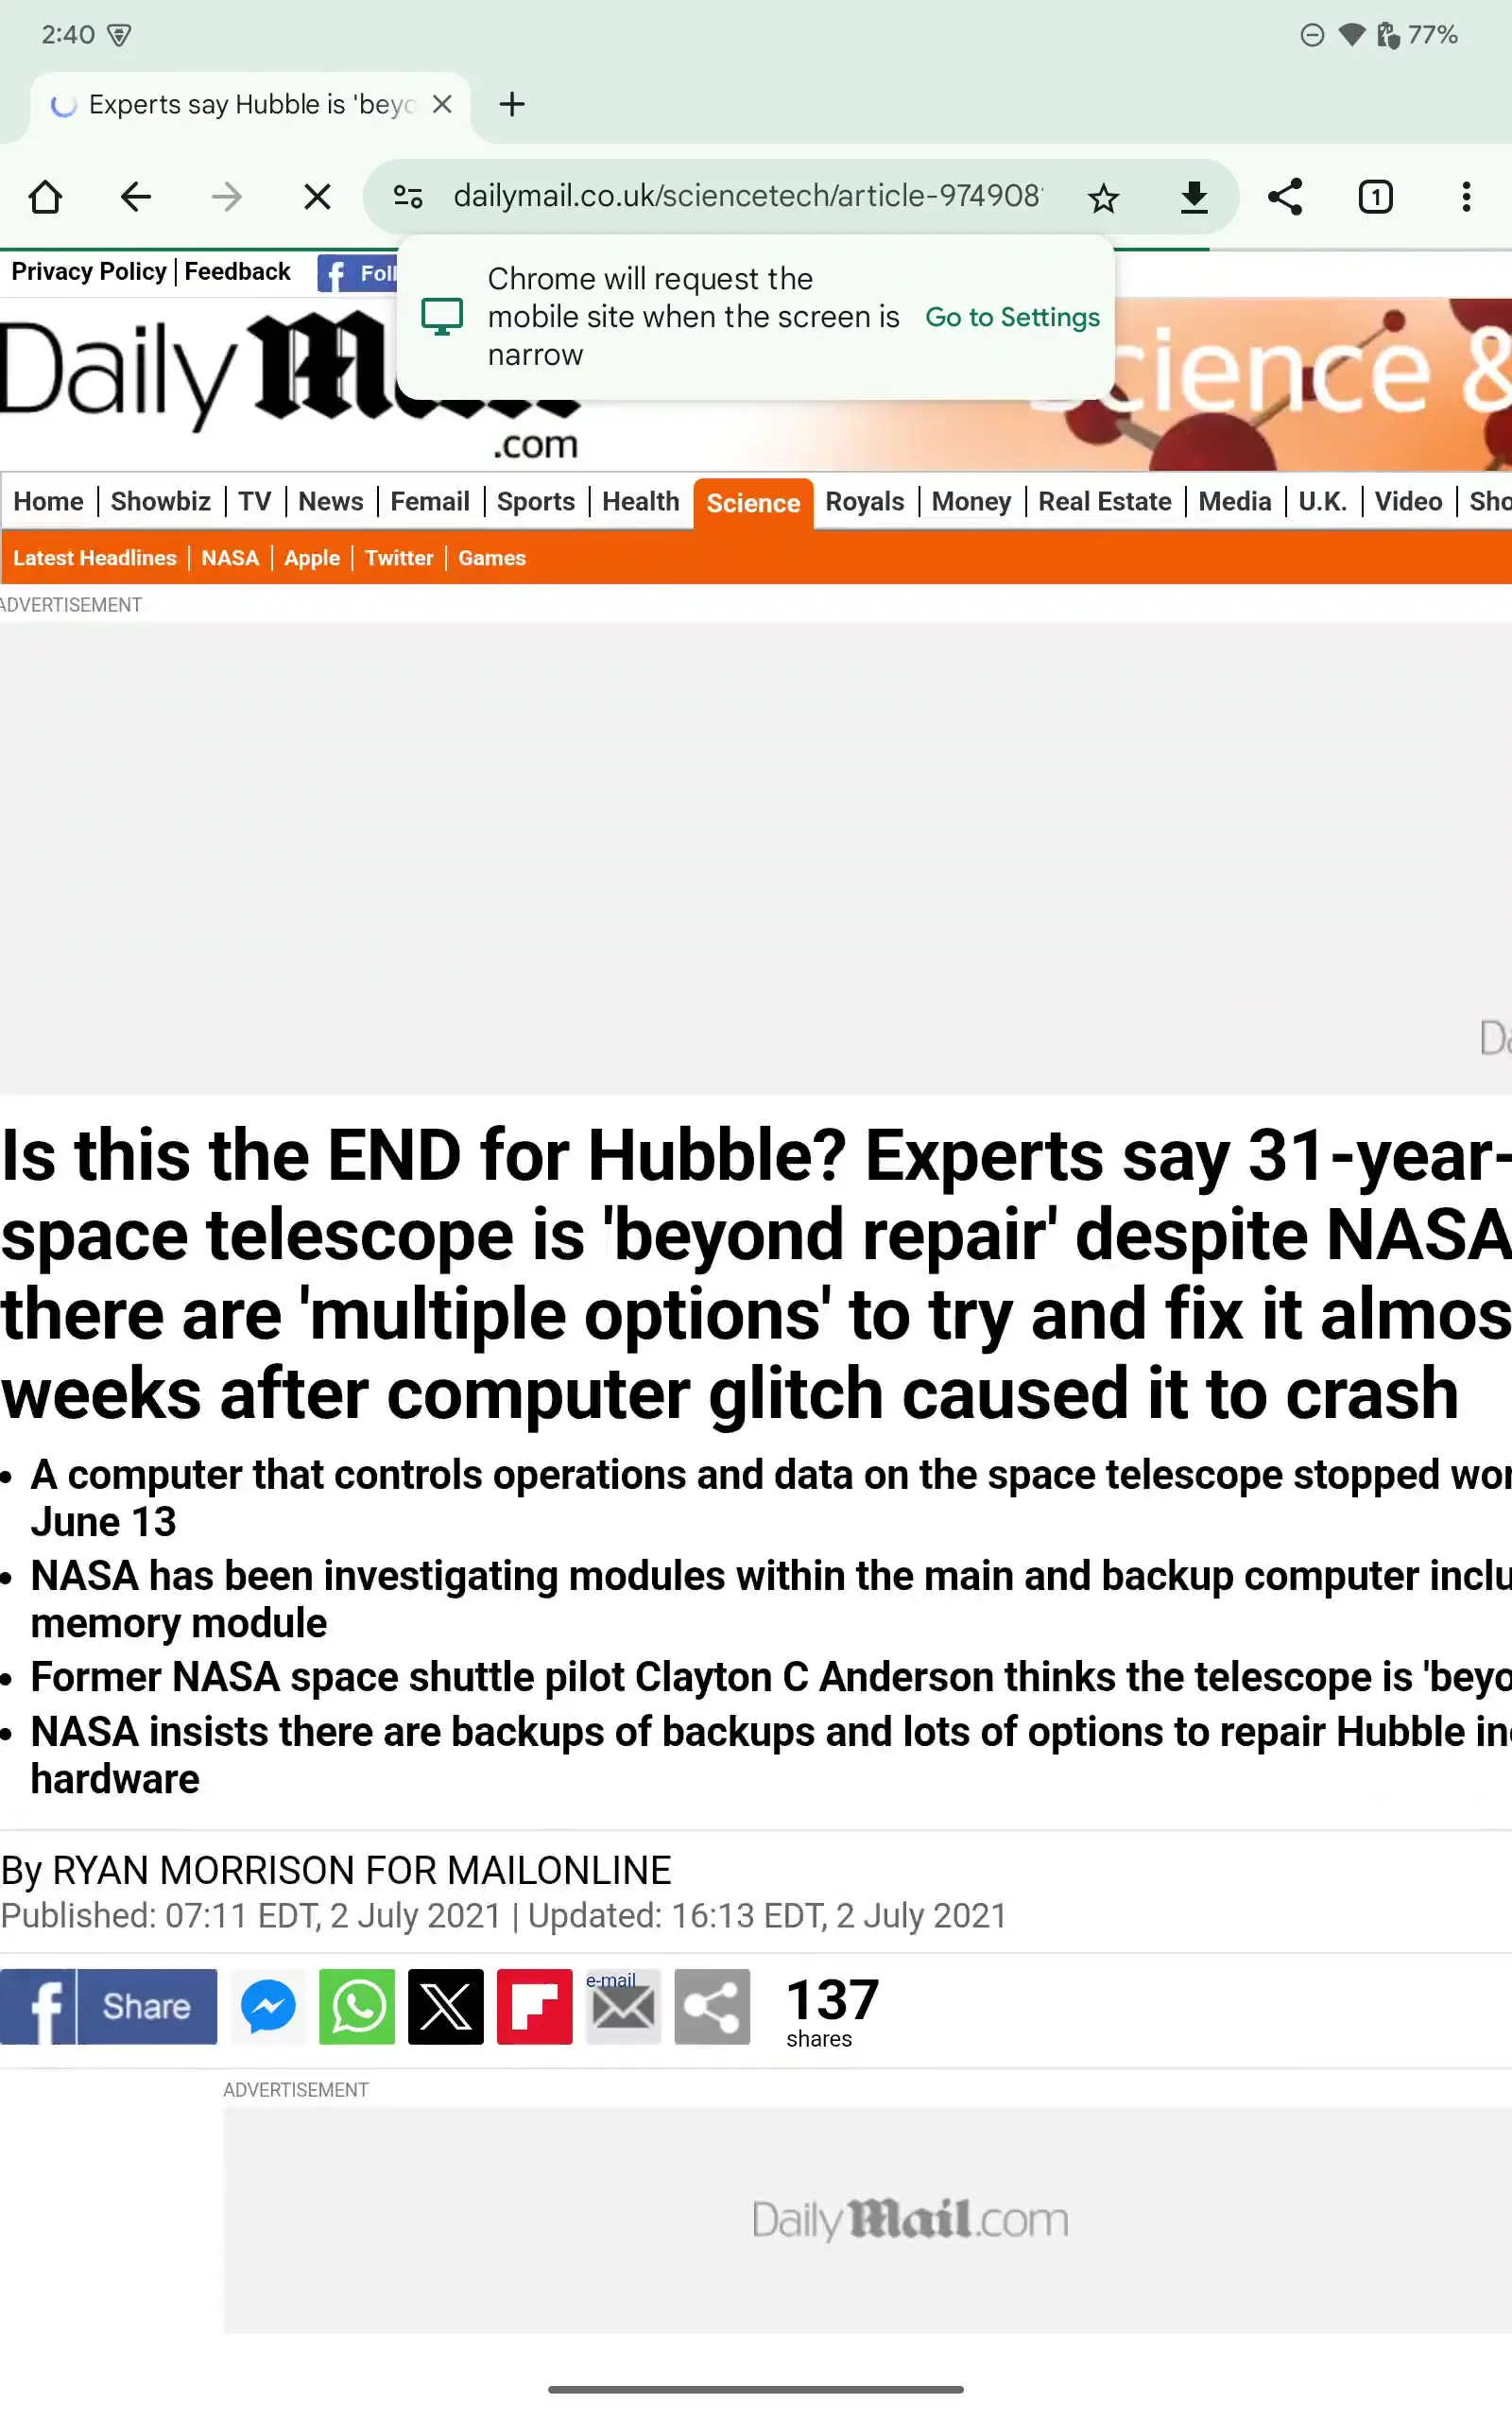 2:40
77%
Experts say Hubble is 'beyo
dailymail.co.uk/sciencetech/article-974908
1
Privacy Policy | Feedback
Foll
Chrome will request the
mobile site when the screen is
narrow
Go to Settings
Daily Mail
.com
Science &
Home | Showbiz | TV | News | Femail | Sports | Health | Science | Royals | Money | Real Estate | Media | U.K. | Video | Sho
Latest Headlines | NASA | Apple | Twitter | Games
ADVERTISEMENT
Da
Is this the END for Hubble? Experts say 31-year-
space telescope is 'beyond repair' despite NASA
there are 'multiple options' to try and fix it almos
weeks after computer glitch caused it to crash
• A computer that controls operations and data on the space telescope stopped wor
June 13
• NASA has been investigating modules within the main and backup computer inclu
memory module
• Former NASA space shuttle pilot Clayton C Anderson thinks the telescope is 'beyo
• NASA insists there are backups of backups and lots of options to repair Hubble in
hardware
By RYAN MORRISON FOR MAILONLINE
Published: 07:11 EDT, 2 July 2021 | Updated: 16:13 EDT, 2 July 2021
f Share
e-mail
137
shares
ADVERTISEMENT
DailyMail.com